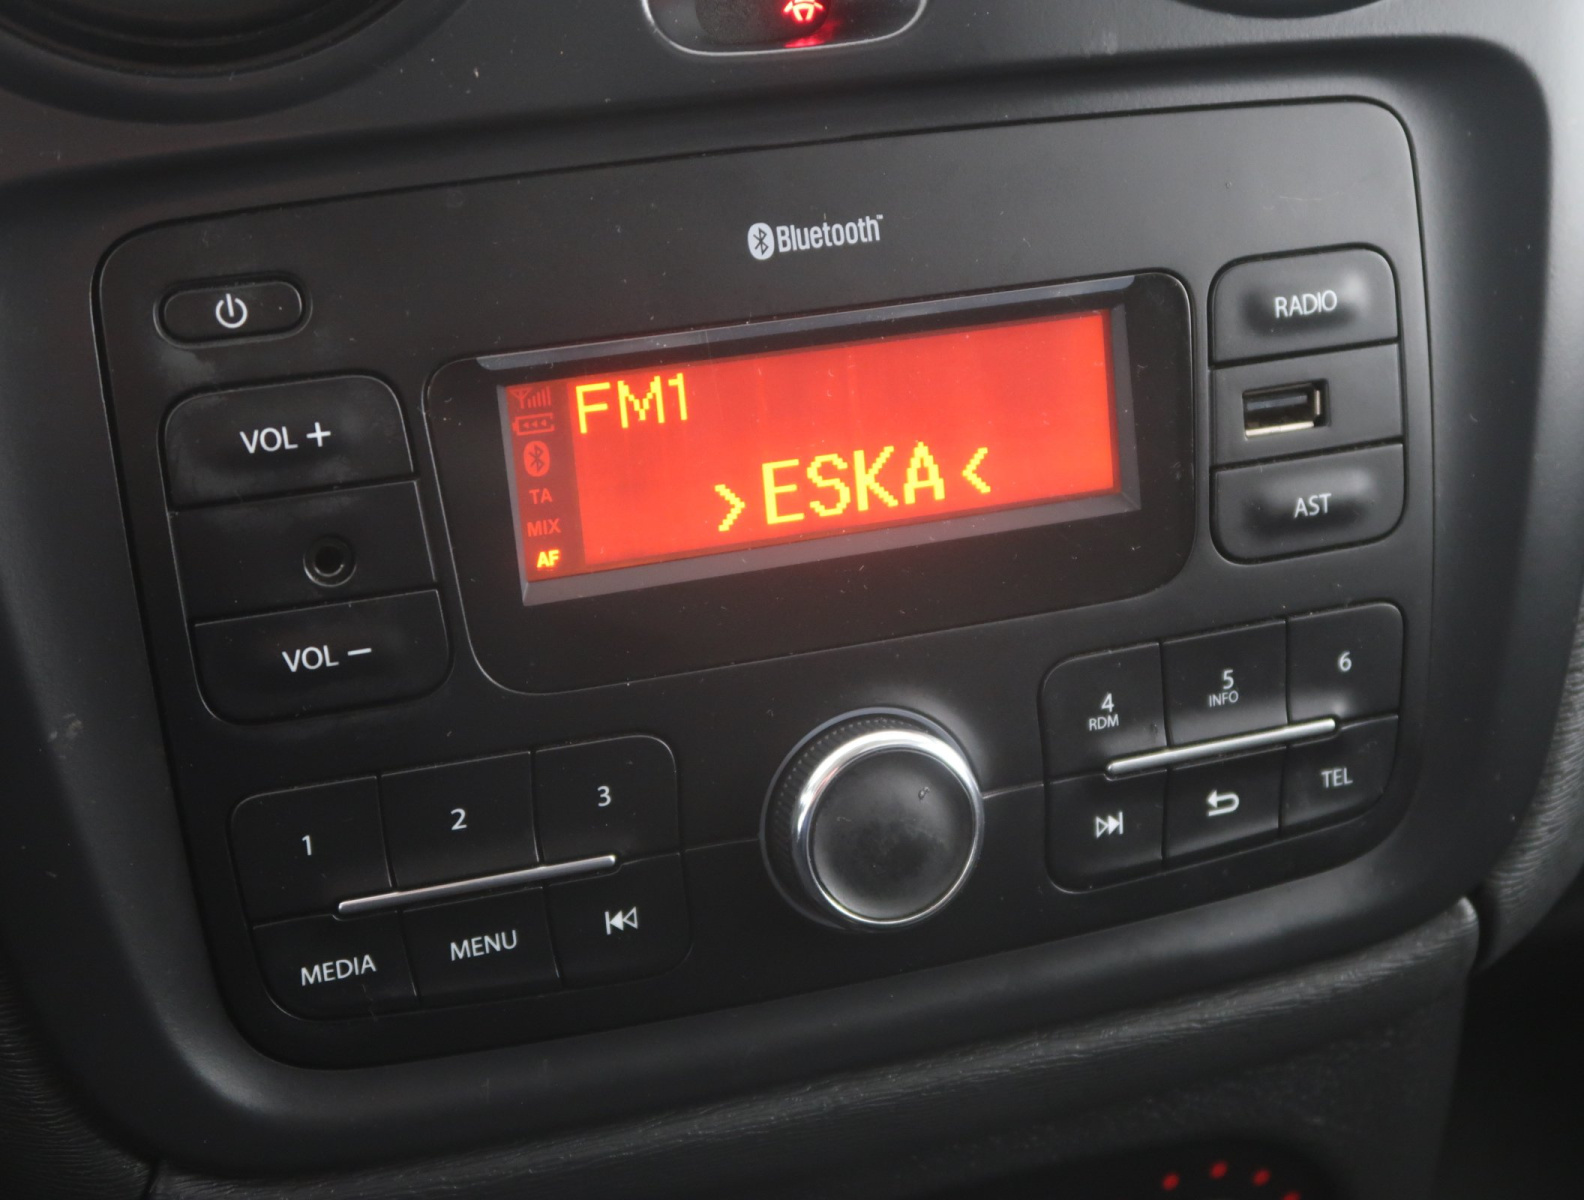 Bluetooth™
RADIO
VOL +
FM1
> ESKA <
TA
MIX
AF
AST
VOL −
1
2
3
4
RDM
5
INFO
6
MEDIA
MENU
TEL